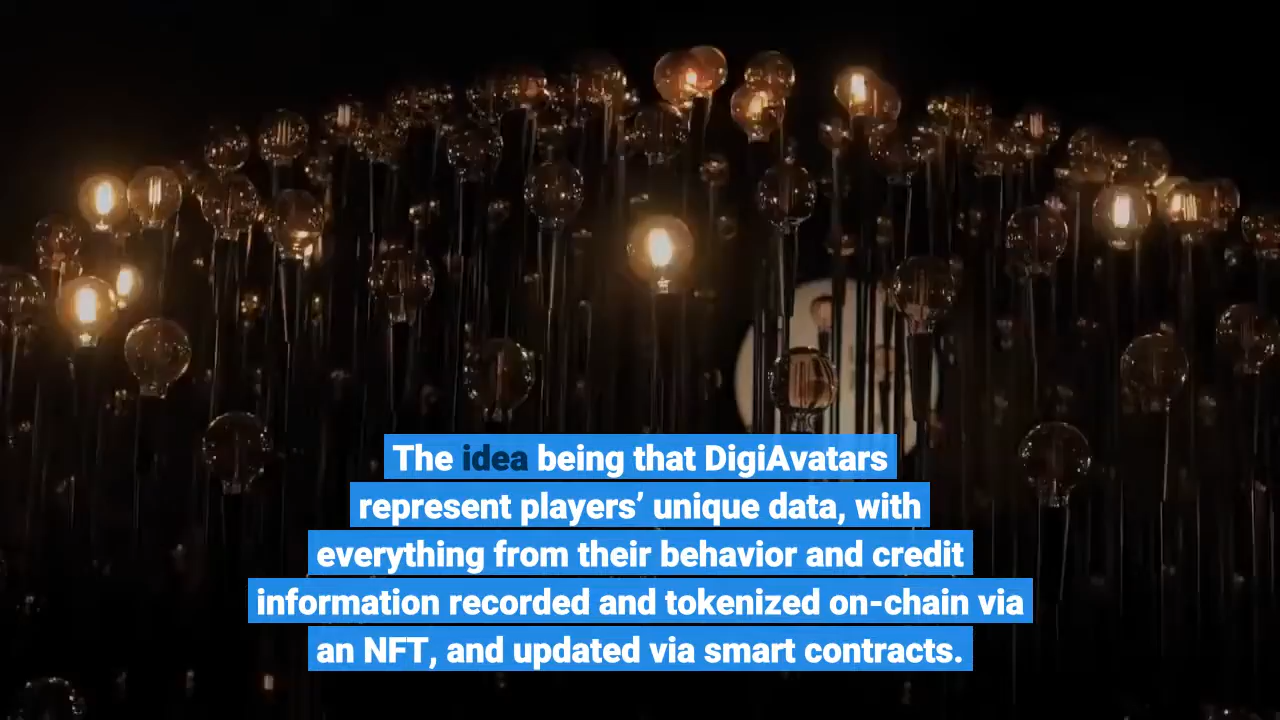 The idea being that DigiAvatars
represent players’ unique data, with
everything from their behavior and credit
information recorded and tokenized on-chain via
an NFT, and updated via smart contracts.